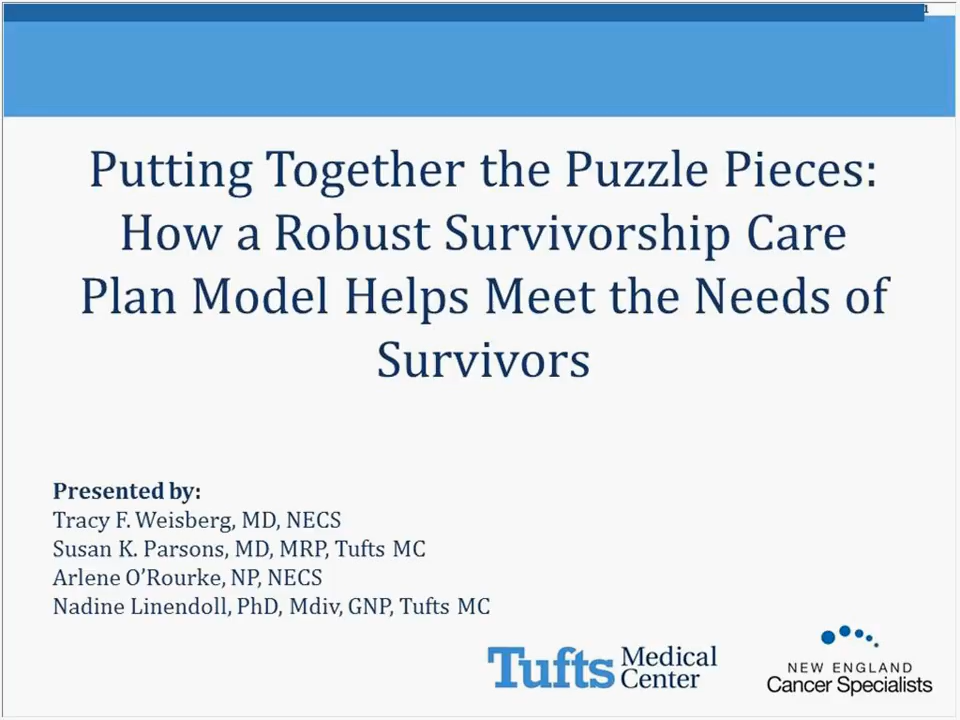 1
Putting Together the Puzzle Pieces:
How a Robust Survivorship Care
Plan Model Helps Meet the Needs of
Survivors
Presented by:
Tracy F. Weisberg, MD, NECS
Susan K. Parsons, MD, MRP, Tufts MC
Arlene O’Rourke, NP, NECS
Nadine Linendoll, PhD, Mdiv, GNP, Tufts MC
Tufts Medical
Center
NEW ENGLAND
Cancer Specialists